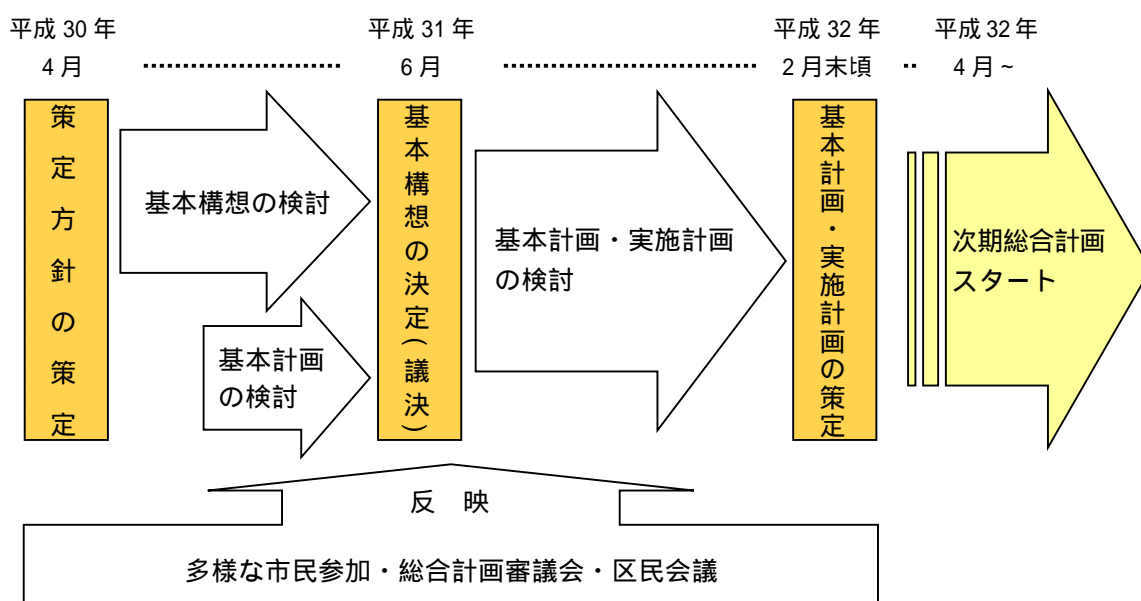 平成 30 年
4 月
平成 31 年
6 月
平成 32 年
2 月末頃
平成 32 年
4 月~
策定方針の策定
基本構想の検討
基本計画
の検討
基本構想の決定(議決)
基本計画・実施計画
の検討
基本計画・実施計画の策定
次期総合計画
スタート
反 映
多様な市民参加・総合計画審議会・区民会議